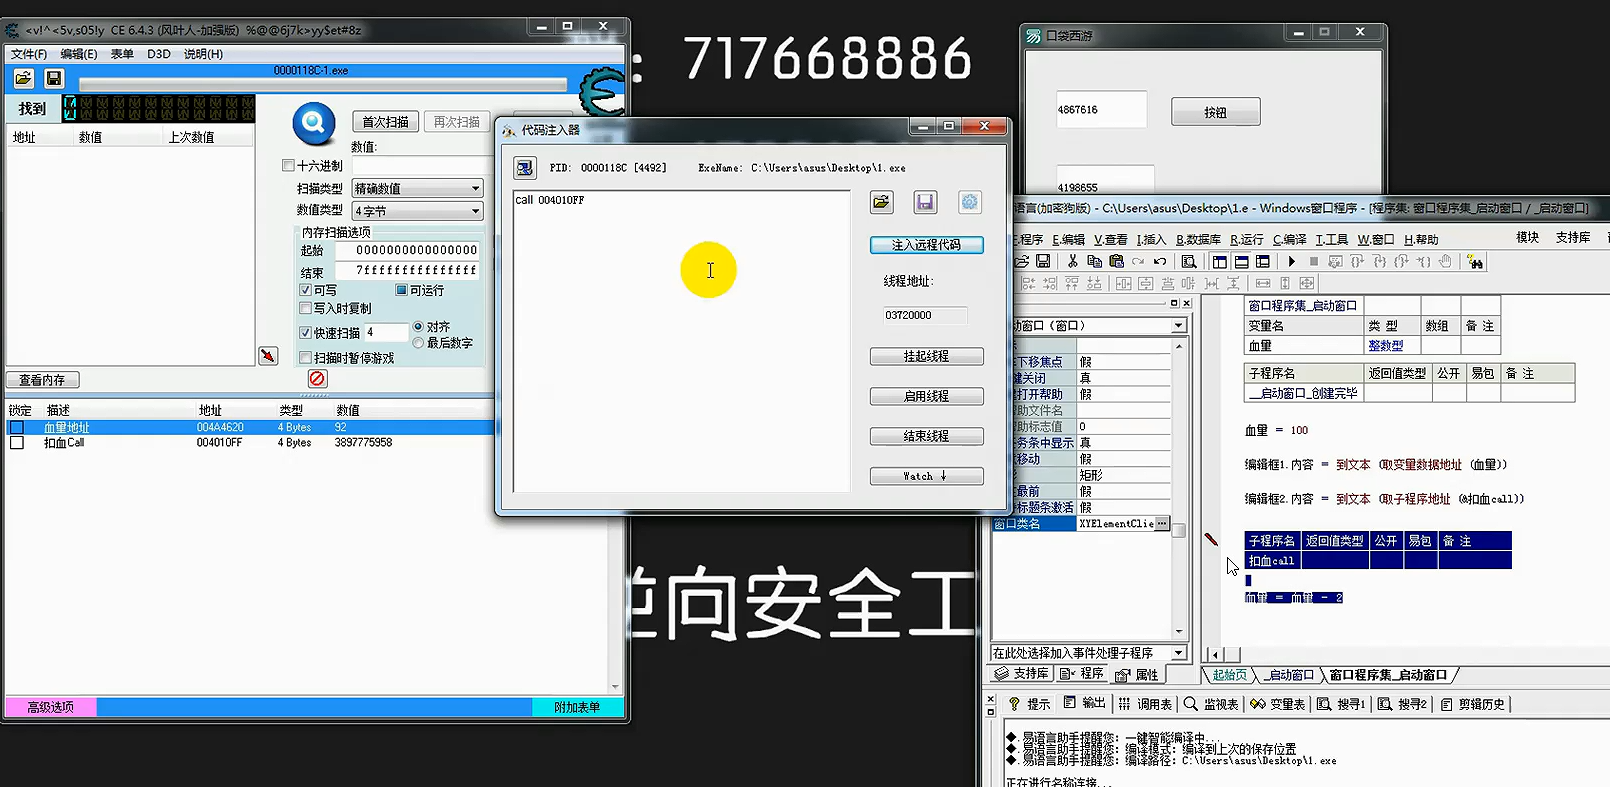 <v!^<5v,s05!y CE 6.4.3 (风叶人-加强版) %@@6j7k>yy$et#8z
文件(F) 编辑(E) 表单 D3D 说明(H)
0000118C-1.exe
找到
地址 数值 上次数值
首次扫描 再次扫描
数值:
十六进制
扫描类型 精确数值
数值类型 4 字节
内存扫描选项
起始 0000000000000000
结束 7fffffffffffffff
可写 可运行
写入时复制
快速扫描 4 对齐
最后数字
扫描时暂停游戏
查看内存
锁定 描述 地址 类型 数值
血量地址 004A4620 4 Bytes 92
扣血Call 004010FF 4 Bytes 3897775958
高级选项 附加表单
: 717668886
逆向安全工
代码注入器
PID: 0000118C [4492] ExeName: C:\Users\asus\Desktop\1.exe
call 004010FF
注入远程代码
线程地址:
03720000
挂起线程
启用线程
结束线程
Watch ↓
口袋西游
4867616
按钮
4198655
语言(加密狗版) - C:\Users\asus\Desktop\1.e - Windows窗口程序 - [程序集: 窗口程序集_启动窗口 / _启动窗口]
.程序 E.编辑 V.查看 I.插入 B.数据库 R.运行 C.编译 T.工具 W.窗口 H.帮助
模块 支持库
动窗口（窗口）
下移焦点 假
键关闭 真
打开帮助 假
帮助文件名
帮助标志值 0
务条中显示 真
移动 假
矩形
最前 假
标题条激活 假
窗口类名 XYElementClie ...
在此处选择加入事件处理子程序
支持库 程序 属性
窗口程序集_启动窗口
变量名 类 型 数组 备 注
血量 整数型
子程序名 返回值类型 公开 易包 备 注
__启动窗口_创建完毕
血量 = 100
编辑框1.内容 = 到文本 (取变量数据地址 (血量))
编辑框2.内容 = 到文本 (取子程序地址 (&扣血call))
子程序名 返回值类型 公开 易包 备 注
扣血call
血量 = 血量 - 2
起始页 _启动窗口 窗口程序集_启动窗口
提示 输出 调用表 监视表 变量表 搜寻1 搜寻2 剪辑历史
◆.易语言助手提醒您: 一键智能编译中...
◆.易语言助手提醒您: 编译模式: 编译到上次的保存位置
◆.易语言助手提醒您: 编译路径: C:\Users\asus\Desktop\1.exe
正在进行名称连接...